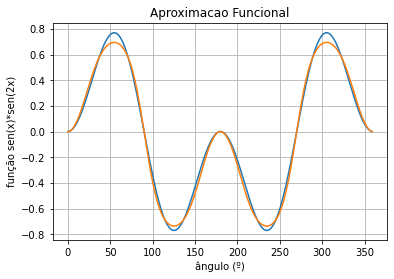 Aproximacao Funcional
função sen(x)*sen(2x)
0.8
0.6
0.4
0.2
0.0
−0.2
−0.4
−0.6
−0.8
0 50 100 150 200 250 300 350
ângulo (º)